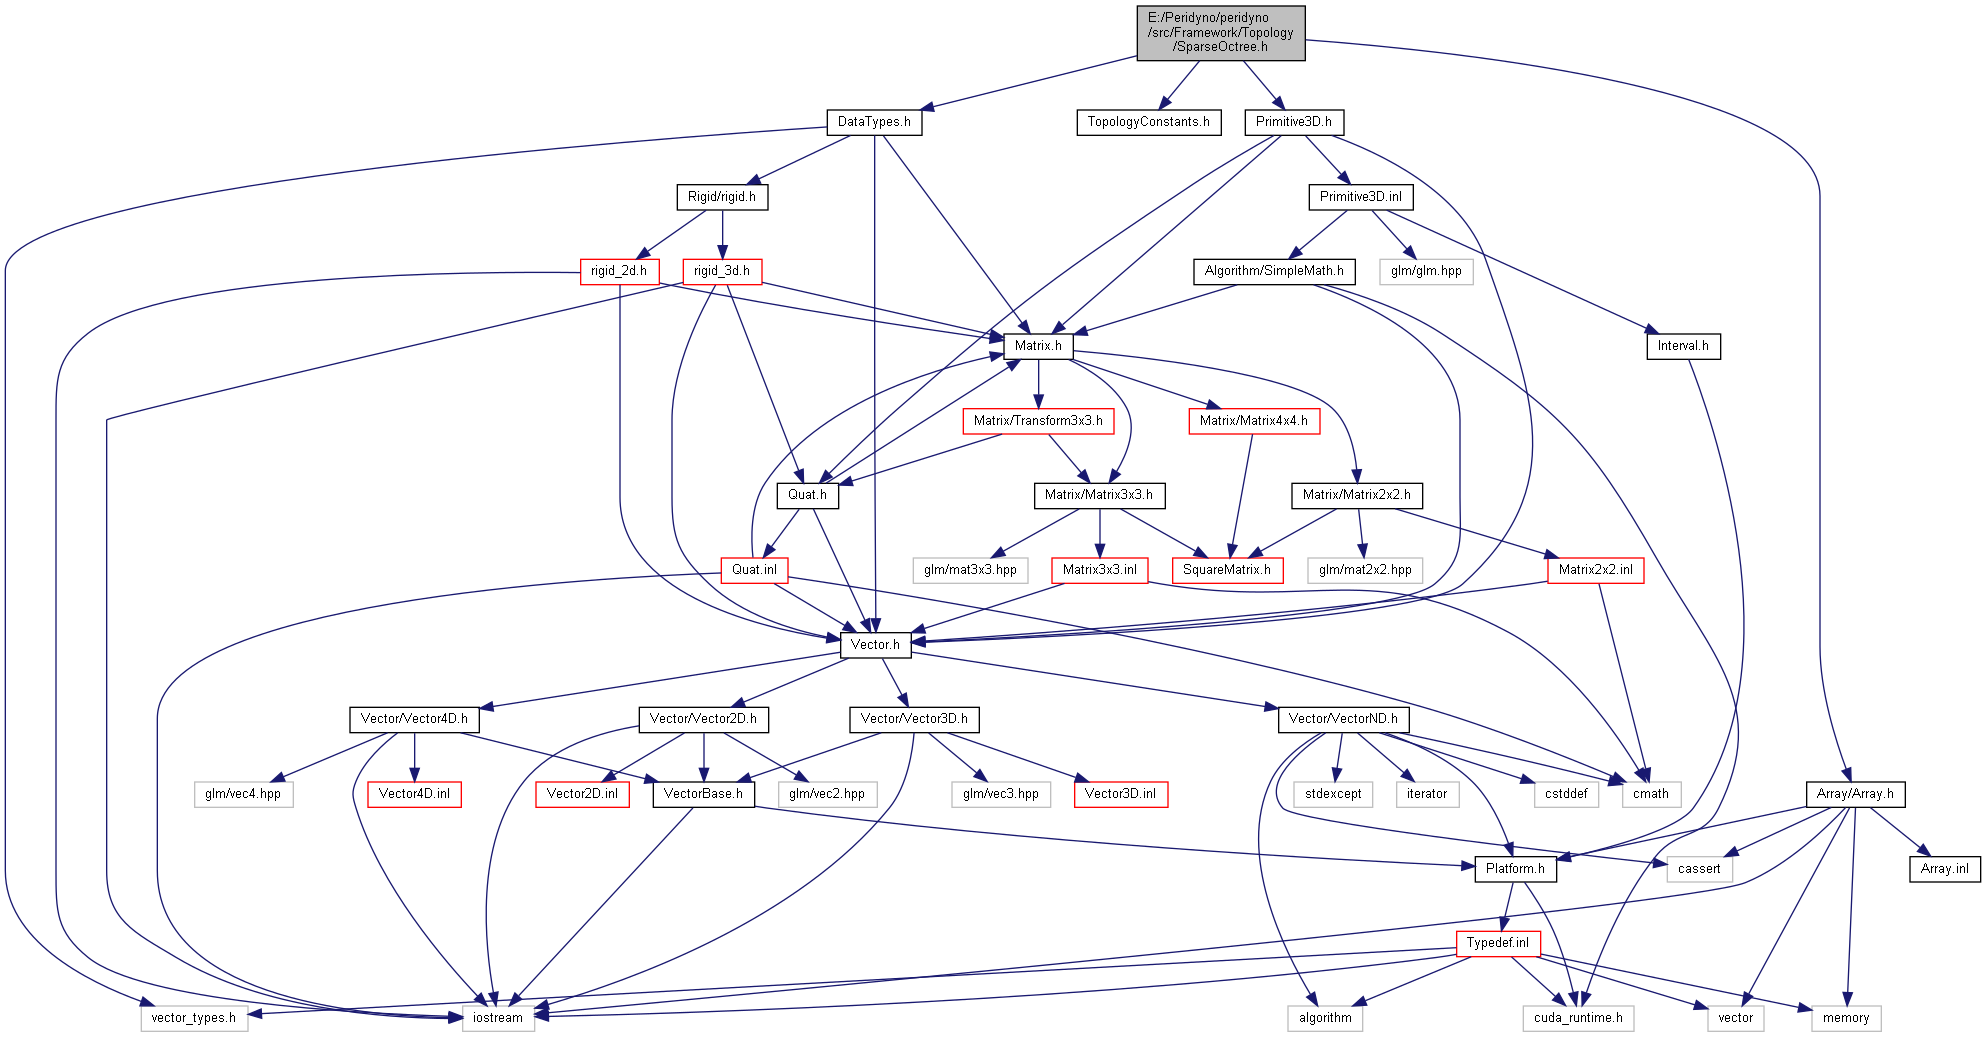 E:/Peridyno/peridyno
/src/Framework/Topology
/SparseOctree.h
DataTypes.h
TopologyConstants.h
Primitive3D.h
Rigid/rigid.h
Primitive3D.inl
rigid_2d.h
rigid_3d.h
Algorithm/SimpleMath.h
glm/glm.hpp
Matrix.h
Interval.h
Matrix/Transform3x3.h
Matrix/Matrix4x4.h
Quat.h
Matrix/Matrix3x3.h
Matrix/Matrix2x2.h
Quat.inl
glm/mat3x3.hpp
Matrix3x3.inl
SquareMatrix.h
glm/mat2x2.hpp
Matrix2x2.inl
Vector.h
Vector/Vector4D.h
Vector/Vector2D.h
Vector/Vector3D.h
Vector/VectorND.h
glm/vec4.hpp
Vector4D.inl
Vector2D.inl
VectorBase.h
glm/vec2.hpp
glm/vec3.hpp
Vector3D.inl
stdexcept
iterator
cstddef
cmath
Array/Array.h
Platform.h
cassert
Array.inl
Typedef.inl
vector_types.h
iostream
algorithm
cuda_runtime.h
vector
memory